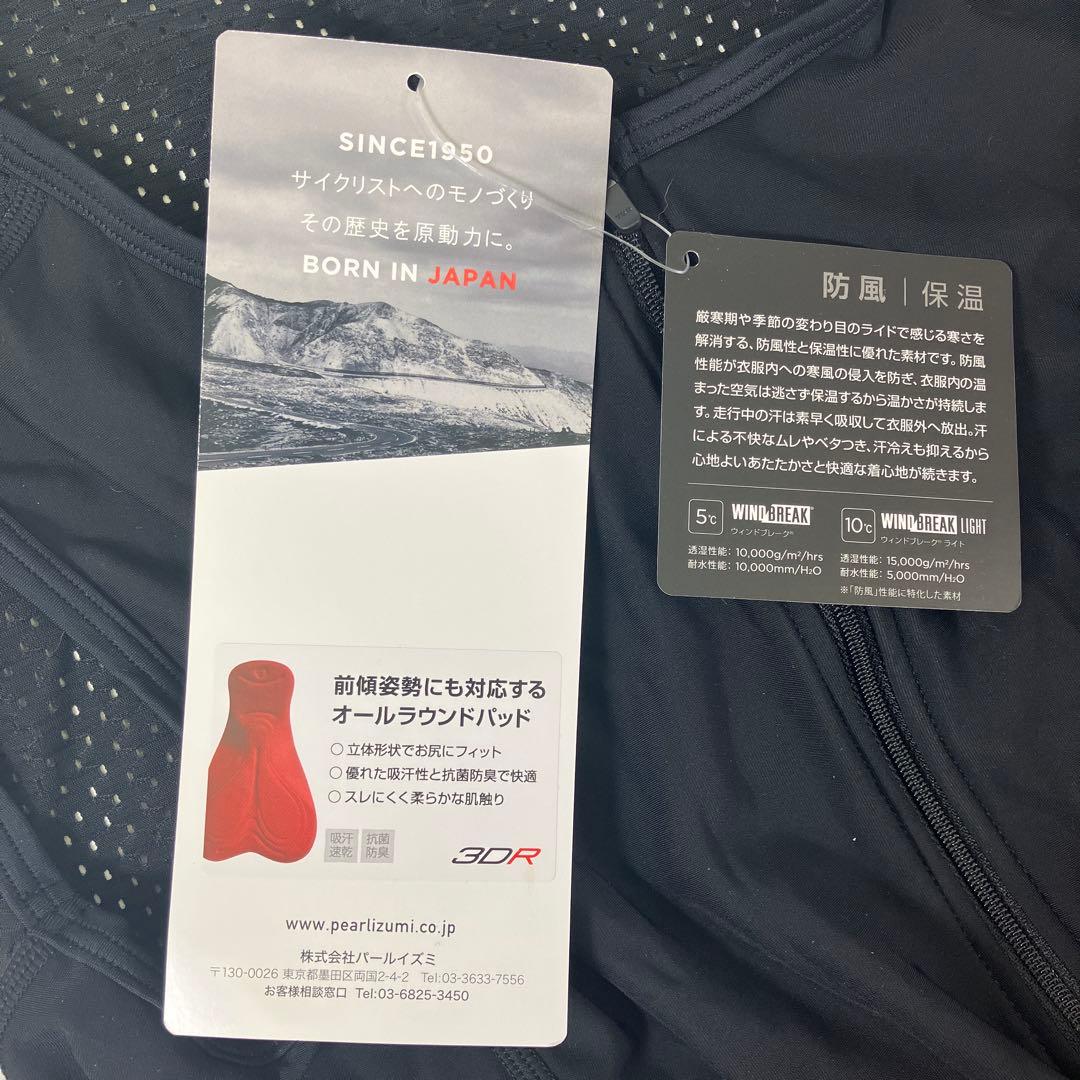 SINCE1950
サイクリストへのモノづくり
その歴史を原動力に。
BORN IN JAPAN
前傾姿勢にも対応する
オールラウンドパッド
○立体形状でお尻にフィット
○優れた吸汗性と抗菌防臭で快適
○スレにくく柔らかな肌触り
吸汗 抗菌
速乾 防臭
3DR
www.pearlizumi.co.jp
株式会社パールイズミ
〒130-0026 東京都墨田区両国2-4-2 Tel:03-3633-7556
お客様相談窓口 Tel:03-6825-3450
防風|保温
厳寒期や季節の変わり目のライドで感じる寒さを
解消する、防風性と保温性に優れた素材です。防風
性能が衣服内への寒風の侵入を防ぎ、衣服内の温
まった空気は逃さず保温するから温かさが持続しま
す。走行中の汗は素早く吸収して衣服外へ放出。汗
による不快なムレやベタつき、汗冷えも抑えるから
心地よいあたたかさと快適な着心地が続きます。
5℃ WIND BREAK®
ウィンドブレーク®
透湿性能: 10,000g/m²/hrs
耐水性能: 10,000mm/H₂O
10℃ WIND BREAK LIGHT
ウィンドブレーク® ライト
透湿性能: 15,000g/m²/hrs
耐水性能: 5,000mm/H₂O
※「防風」性能に特化した素材